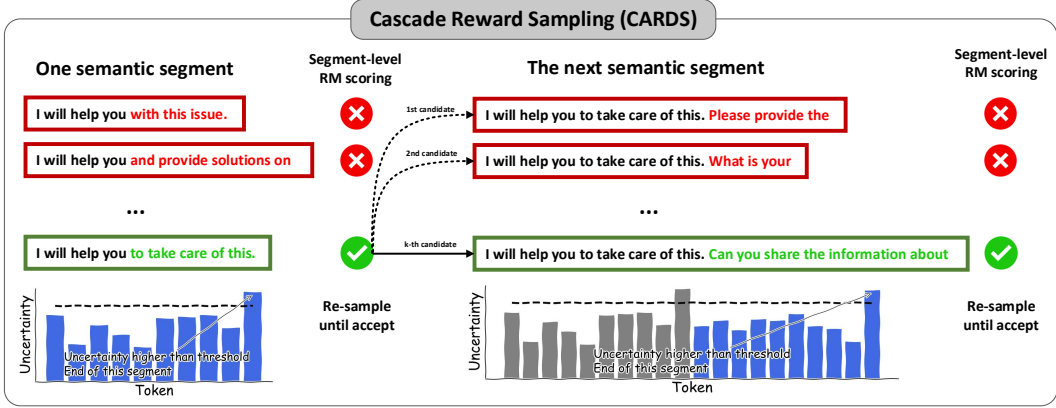 Cascade Reward Sampling (CARDS)
One semantic segment
Segment-level
RM scoring
I will help you with this issue.
I will help you and provide solutions on
...
I will help you to take care of this.
Uncertainty
Uncertainty higher than threshold
End of this segment
Token
Re-sample
until accept
1st candidate
2nd candidate
k-th candidate
The next semantic segment
Segment-level
RM scoring
I will help you to take care of this. Please provide the
I will help you to take care of this. What is your
...
I will help you to take care of this. Can you share the information about
Uncertainty
Uncertainty higher than threshold
End of this segment
Token
Re-sample
until accept